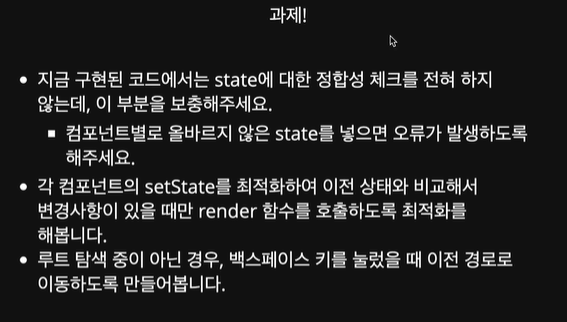 과제!
• 지금 구현된 코드에서는 state에 대한 정합성 체크를 전혀 하지
않는데, 이 부분을 보충해주세요.
▪ 컴포넌트별로 올바르지 않은 state를 넣으면 오류가 발생하도록
해주세요.
• 각 컴포넌트의 setState를 최적화하여 이전 상태와 비교해서
변경사항이 있을 때만 render 함수를 호출하도록 최적화를
해봅니다.
• 루트 탐색 중이 아닌 경우, 백스페이스 키를 눌렀을 때 이전 경로로
이동하도록 만들어봅니다.